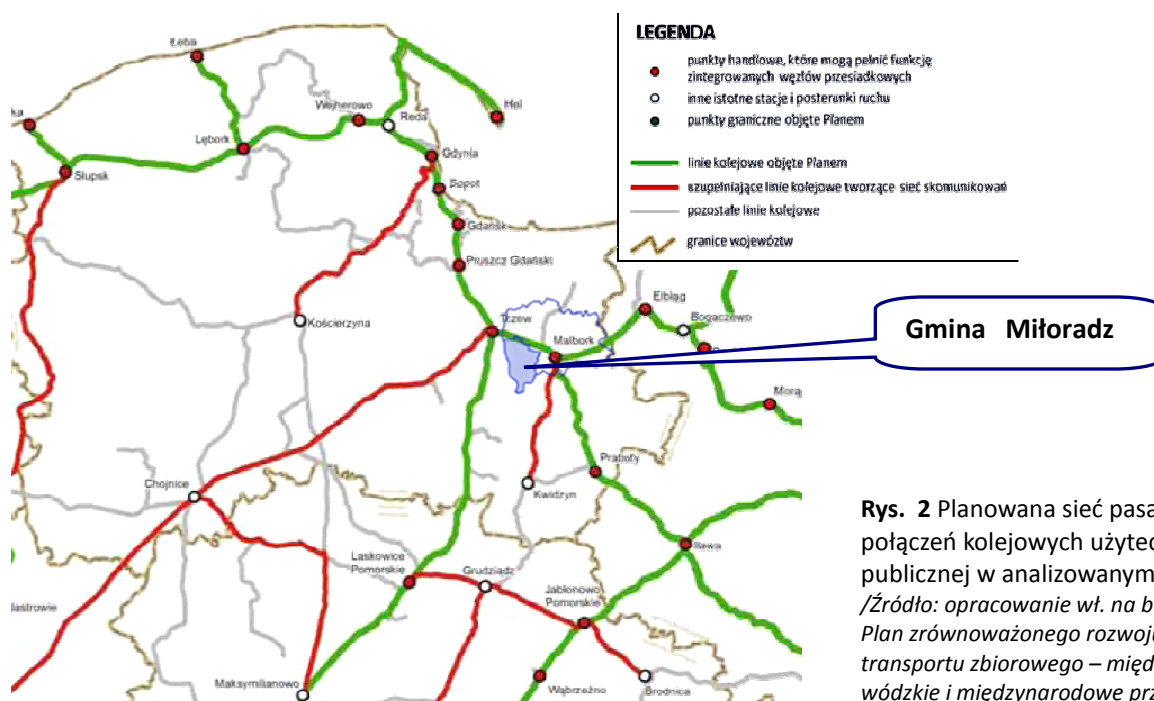 LEGENDA
punkty handlowe, które mogą pełnić funkcję
zintegrowanych węzłów przesiadkowych
inne istotne stacje i posterunki ruchu
punkty graniczne objęte Planem
linie kolejowe objęte Planem
uzupełniające linie kolejowe tworzące sieć skomunikowań
pozostałe linie kolejowe
granice województw
Łeba
Wejherowo
Reda
Hel
ka
Lębork
Gdynia
Słupsk
Sopot
Gdańsk
Pruszcz Gdański
Elbląg
Bogaczewo
Kościerzyna
Tczew
Malbork
Gmina Miłoradz
Morą
Prabuty
Chojnice
Kwidzyn
Iława
Laskowice
Pomorskie
Grudziądz
Jabłonowo
Pomorskie
Jastrowie
Maksymilianowo
Wąbrzeźno
Brodnica
Rys. 2 Planowana sieć pasa
połączeń kolejowych użytec
publicznej w analizowanym
/Źródło: opracowanie wł. na b
Plan zrównoważonego rozwoju
transportu zbiorowego – międ
wódzkie i międzynarodowe prz